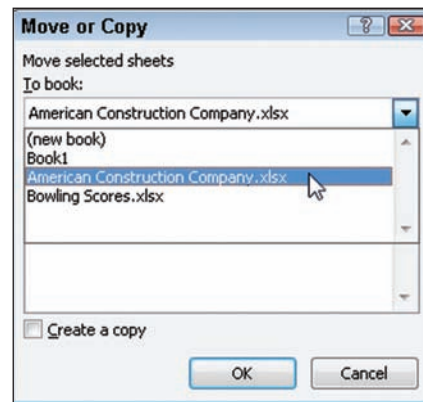 Move or Copy
Move selected sheets
To book:
American Construction Company.xlsx
(new book)
Book1
American Construction Company.xlsx
Bowling Scores.xlsx
Create a copy
OK Cancel